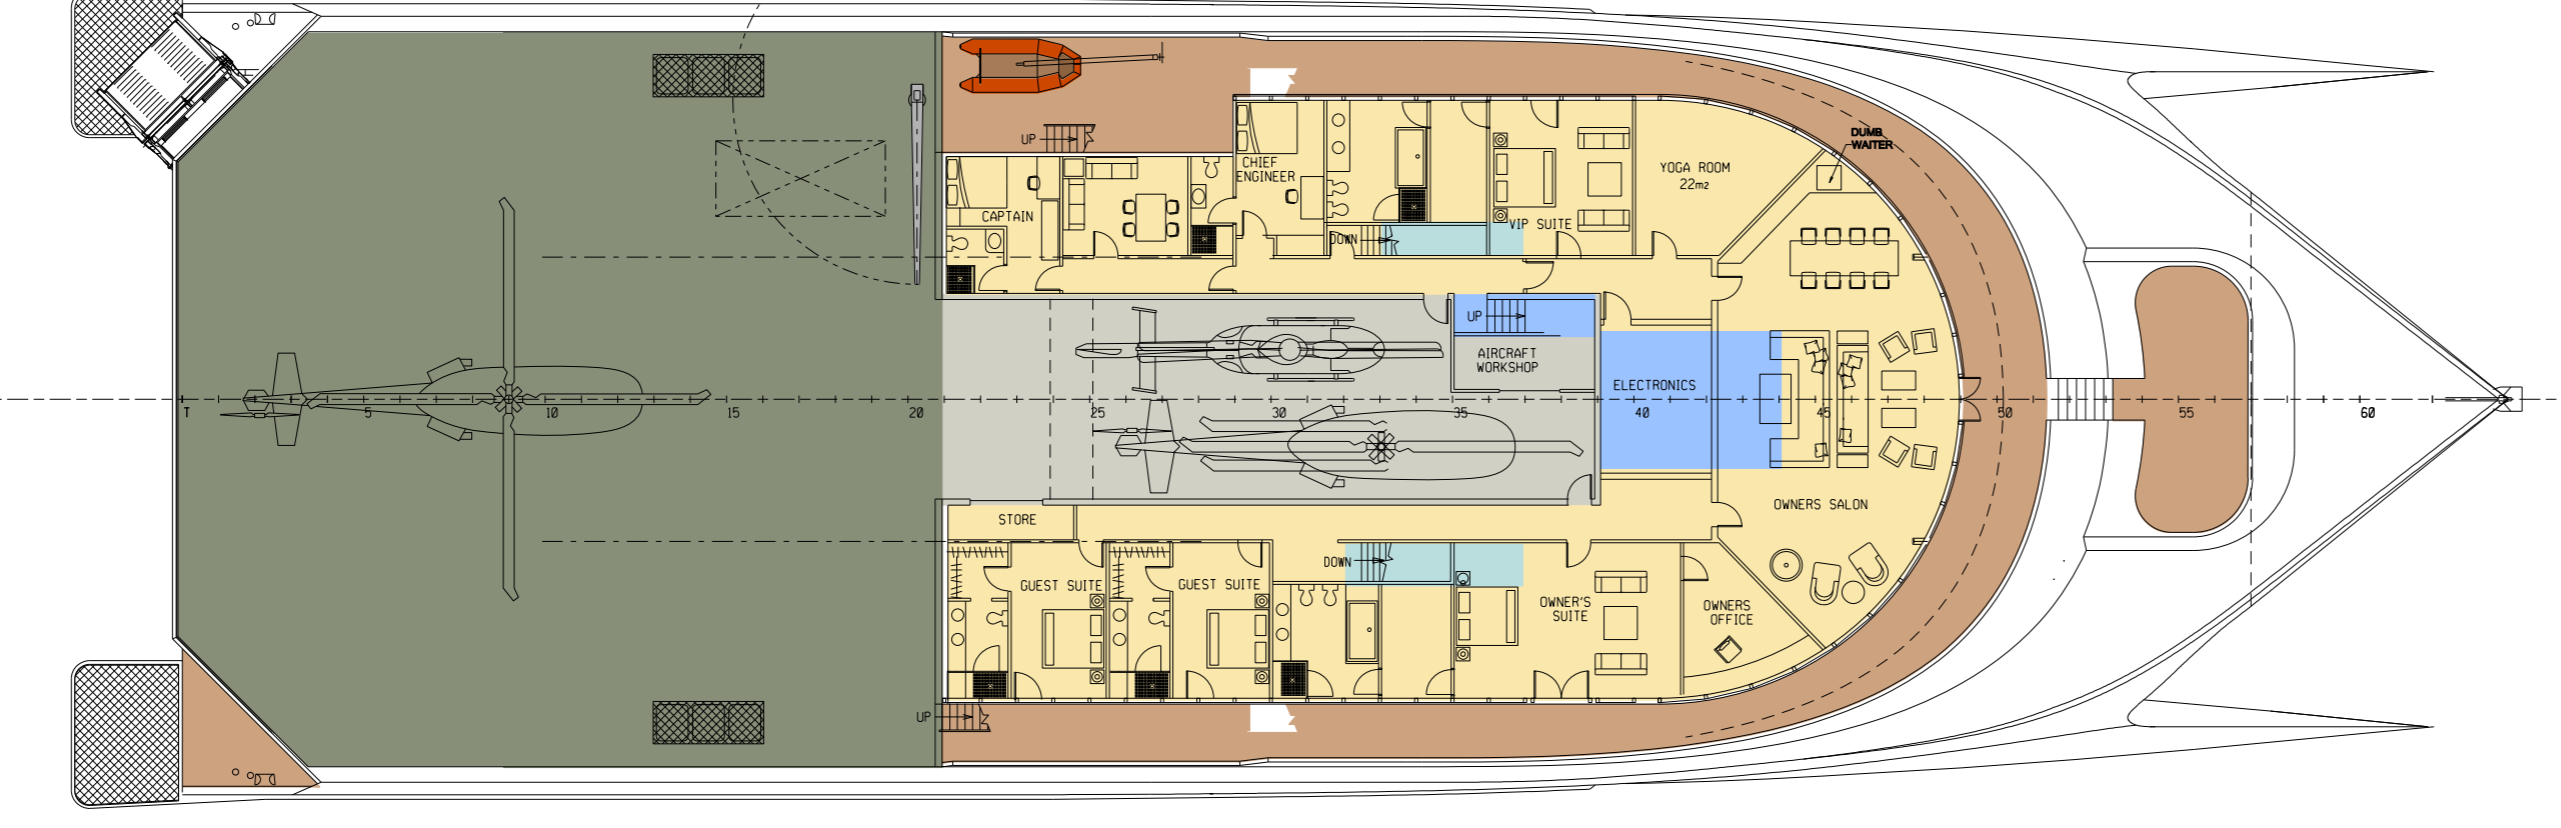 DUMB
WAITER
UP
CHIEF
ENGINEER
YOGA ROOM
22m2
CAPTAIN
VIP SUITE
DOWN
UP
AIRCRAFT
WORKSHOP
ELECTRONICS
T 5 10 15 20 25 30 35 40 45 50 55 60
OWNERS SALON
STORE
DOWN
GUEST SUITE
GUEST SUITE
OWNER'S
SUITE
OWNERS
OFFICE
UP